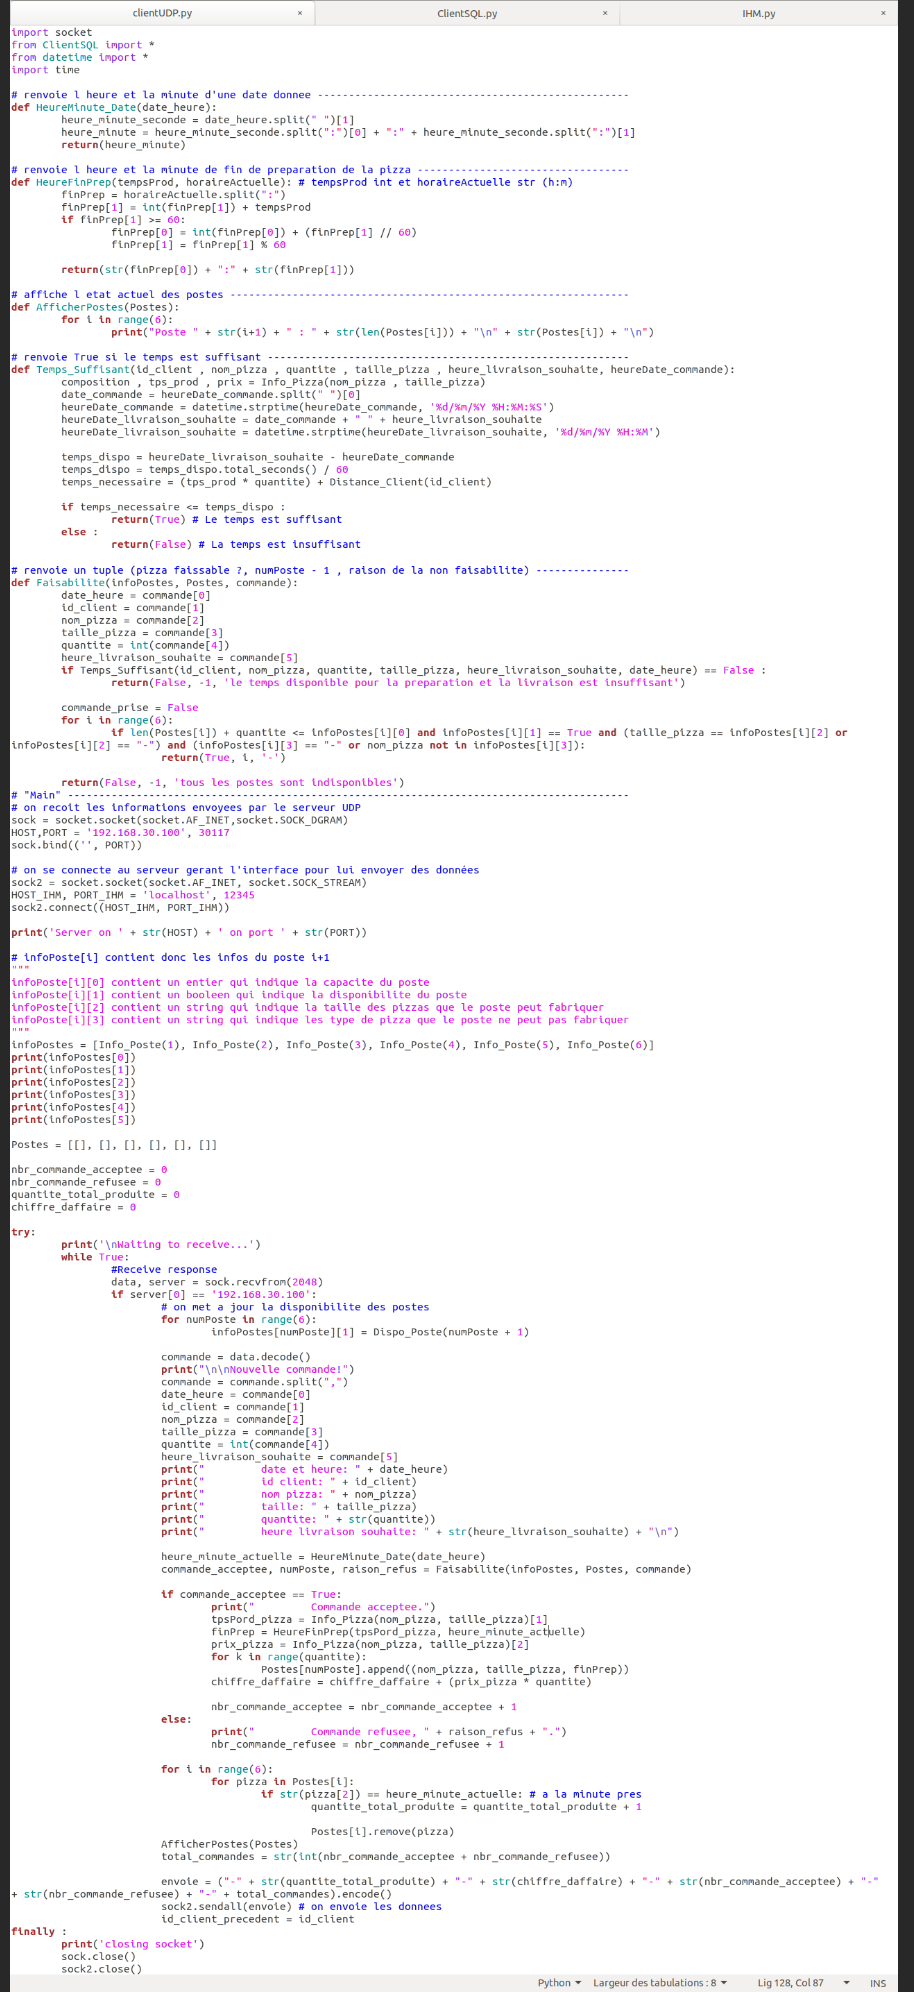 clientUDP.py × ClientSQL.py × IHM.py ×
import socket
from ClientSQL import *
from datetime import *
import time

# renvoie l heure et la minute d'une date donnee --------------------------------------------------
def HeureMinute_Date(date_heure):
        heure_minute_seconde = date_heure.split(" ")[1]
        heure_minute = heure_minute_seconde.split(":")[0] + ":" + heure_minute_seconde.split(":")[1]
        return(heure_minute)

# renvoie l heure et la minute de fin de preparation de la pizza ----------------------------------
def HeureFinPrep(tempsProd, horaireActuelle): # tempsProd int et horaireActuelle str (h:m)
        finPrep = horaireActuelle.split(":")
        finPrep[1] = int(finPrep[1]) + tempsProd
        if finPrep[1] >= 60:
                finPrep[0] = int(finPrep[0]) + (finPrep[1] // 60)
                finPrep[1] = finPrep[1] % 60

        return(str(finPrep[0]) + ":" + str(finPrep[1]))

# affiche l etat actuel des postes ----------------------------------------------------------------
def AfficherPostes(Postes):
        for i in range(6):
                print("Poste " + str(i+1) + " : " + str(len(Postes[i])) + "\n" + str(Postes[i]) + "\n")

# renvoie True si le temps est suffisant ----------------------------------------------------------
def Temps_Suffisant(id_client , nom_pizza , quantite , taille_pizza , heure_livraison_souhaite, heureDate_commande):
        composition , tps_prod , prix = Info_Pizza(nom_pizza , taille_pizza)
        date_commande = heureDate_commande.split(" ")[0]
        heureDate_commande = datetime.strptime(heureDate_commande, '%d/%m/%Y %H:%M:%S')
        heureDate_livraison_souhaite = date_commande + " " + heure_livraison_souhaite
        heureDate_livraison_souhaite = datetime.strptime(heureDate_livraison_souhaite, '%d/%m/%Y %H:%M')

        temps_dispo = heureDate_livraison_souhaite - heureDate_commande
        temps_dispo = temps_dispo.total_seconds() / 60
        temps_necessaire = (tps_prod * quantite) + Distance_Client(id_client)

        if temps_necessaire <= temps_dispo :
                return(True) # Le temps est suffisant
        else :
                return(False) # La temps est insuffisant

# renvoie un tuple (pizza faissable ?, numPoste - 1 , raison de la non faisabilite) ---------------
def Faisabilite(infoPostes, Postes, commande):
        date_heure = commande[0]
        id_client = commande[1]
        nom_pizza = commande[2]
        taille_pizza = commande[3]
        quantite = int(commande[4])
        heure_livraison_souhaite = commande[5]
        if Temps_Suffisant(id_client, nom_pizza, quantite, taille_pizza, heure_livraison_souhaite, date_heure) == False :
                return(False, -1, 'le temps disponible pour la preparation et la livraison est insuffisant')

        commande_prise = False
        for i in range(6):
                if len(Postes[i]) + quantite <= infoPostes[i][0] and infoPostes[i][1] == True and (taille_pizza == infoPostes[i][2] or
infoPostes[i][2] == "-") and (infoPostes[i][3] == "-" or nom_pizza not in infoPostes[i][3]):
                        return(True, i, '-')

        return(False, -1, 'tous les postes sont indisponibles')
# "Main" ------------------------------------------------------------------------------------------
# on recoit les informations envoyees par le serveur UDP
sock = socket.socket(socket.AF_INET,socket.SOCK_DGRAM)
HOST,PORT = '192.168.30.100', 30117
sock.bind(('', PORT))

# on se connecte au serveur gerant l'interface pour lui envoyer des données
sock2 = socket.socket(socket.AF_INET, socket.SOCK_STREAM)
HOST_IHM, PORT_IHM = 'localhost', 12345
sock2.connect((HOST_IHM, PORT_IHM))

print('Server on ' + str(HOST) + ' on port ' + str(PORT))

# infoPoste[i] contient donc les infos du poste i+1
"""
infoPoste[i][0] contient un entier qui indique la capacite du poste
infoPoste[i][1] contient un booleen qui indique la disponibilite du poste
infoPoste[i][2] contient un string qui indique la taille des pizzas que le poste peut fabriquer
infoPoste[i][3] contient un string qui indique les type de pizza que le poste ne peut pas fabriquer
"""
infoPostes = [Info_Poste(1), Info_Poste(2), Info_Poste(3), Info_Poste(4), Info_Poste(5), Info_Poste(6)]
print(infoPostes[0])
print(infoPostes[1])
print(infoPostes[2])
print(infoPostes[3])
print(infoPostes[4])
print(infoPostes[5])

Postes = [[], [], [], [], [], []]

nbr_commande_acceptee = 0
nbr_commande_refusee = 0
quantite_total_produite = 0
chiffre_daffaire = 0

try:
        print('\nWaiting to receive...')
        while True:
                #Receive response
                data, server = sock.recvfrom(2048)
                if server[0] == '192.168.30.100':
                        # on met a jour la disponibilite des postes
                        for numPoste in range(6):
                                infoPostes[numPoste][1] = Dispo_Poste(numPoste + 1)

                        commande = data.decode()
                        print("\n\nNouvelle commande!")
                        commande = commande.split(",")
                        date_heure = commande[0]
                        id_client = commande[1]
                        nom_pizza = commande[2]
                        taille_pizza = commande[3]
                        quantite = int(commande[4])
                        heure_livraison_souhaite = commande[5]
                        print("         date et heure: " + date_heure)
                        print("         id client: " + id_client)
                        print("         nom pizza: " + nom_pizza)
                        print("         taille: " + taille_pizza)
                        print("         quantite: " + str(quantite))
                        print("         heure livraison souhaite: " + str(heure_livraison_souhaite) + "\n")

                        heure_minute_actuelle = HeureMinute_Date(date_heure)
                        commande_acceptee, numPoste, raison_refus = Faisabilite(infoPostes, Postes, commande)

                        if commande_acceptee == True:
                                print("         Commande acceptee.")
                                tpsPord_pizza = Info_Pizza(nom_pizza, taille_pizza)[1]
                                finPrep = HeureFinPrep(tpsPord_pizza, heure_minute_actuelle)
                                prix_pizza = Info_Pizza(nom_pizza, taille_pizza)[2]
                                for k in range(quantite):
                                        Postes[numPoste].append((nom_pizza, taille_pizza, finPrep))
                                chiffre_daffaire = chiffre_daffaire + (prix_pizza * quantite)

                                nbr_commande_acceptee = nbr_commande_acceptee + 1
                        else:
                                print("         Commande refusee, " + raison_refus + ".")
                                nbr_commande_refusee = nbr_commande_refusee + 1

                        for i in range(6):
                                for pizza in Postes[i]:
                                        if str(pizza[2]) == heure_minute_actuelle: # a la minute pres
                                                quantite_total_produite = quantite_total_produite + 1

                                                Postes[i].remove(pizza)
                        AfficherPostes(Postes)
                        total_commandes = str(int(nbr_commande_acceptee + nbr_commande_refusee))

                        envoie = ("-" + str(quantite_total_produite) + "-" + str(chiffre_daffaire) + "-" + str(nbr_commande_acceptee) + "-"
+ str(nbr_commande_refusee) + "-" + total_commandes).encode()
                        sock2.sendall(envoie) # on envoie les donnees
                        id_client_precedent = id_client
finally :
        print('closing socket')
        sock.close()
        sock2.close()
Python Largeur des tabulations : 8 Lig 128, Col 87 INS